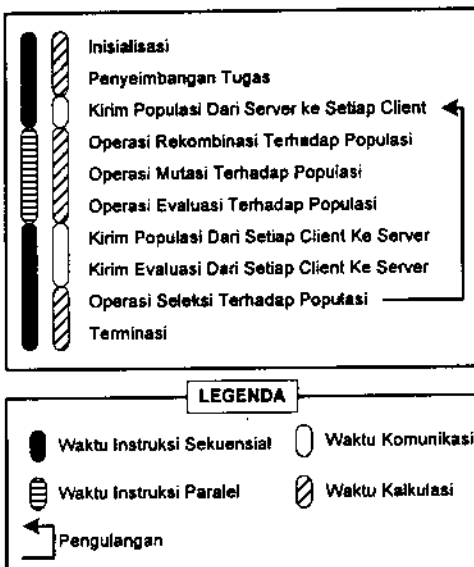 Inisialisasi
Penyeimbangan Tugas
Kirim Populasi Dari Server ke Setiap Client
Operasi Rekombinasi Terhadap Populasi
Operasi Mutasi Terhadap Populasi
Operasi Evaluasi Terhadap Populasi
Kirim Populasi Dari Setiap Client Ke Server
Kirim Evaluasi Dari Setiap Client Ke Server
Operasi Seleksi Terhadap Populasi
Terminasi
LEGENDA
Waktu Instruksi Sekuensial
Waktu Komunikasi
Waktu Instruksi Paralel
Waktu Kalkulasi
Pengulangan